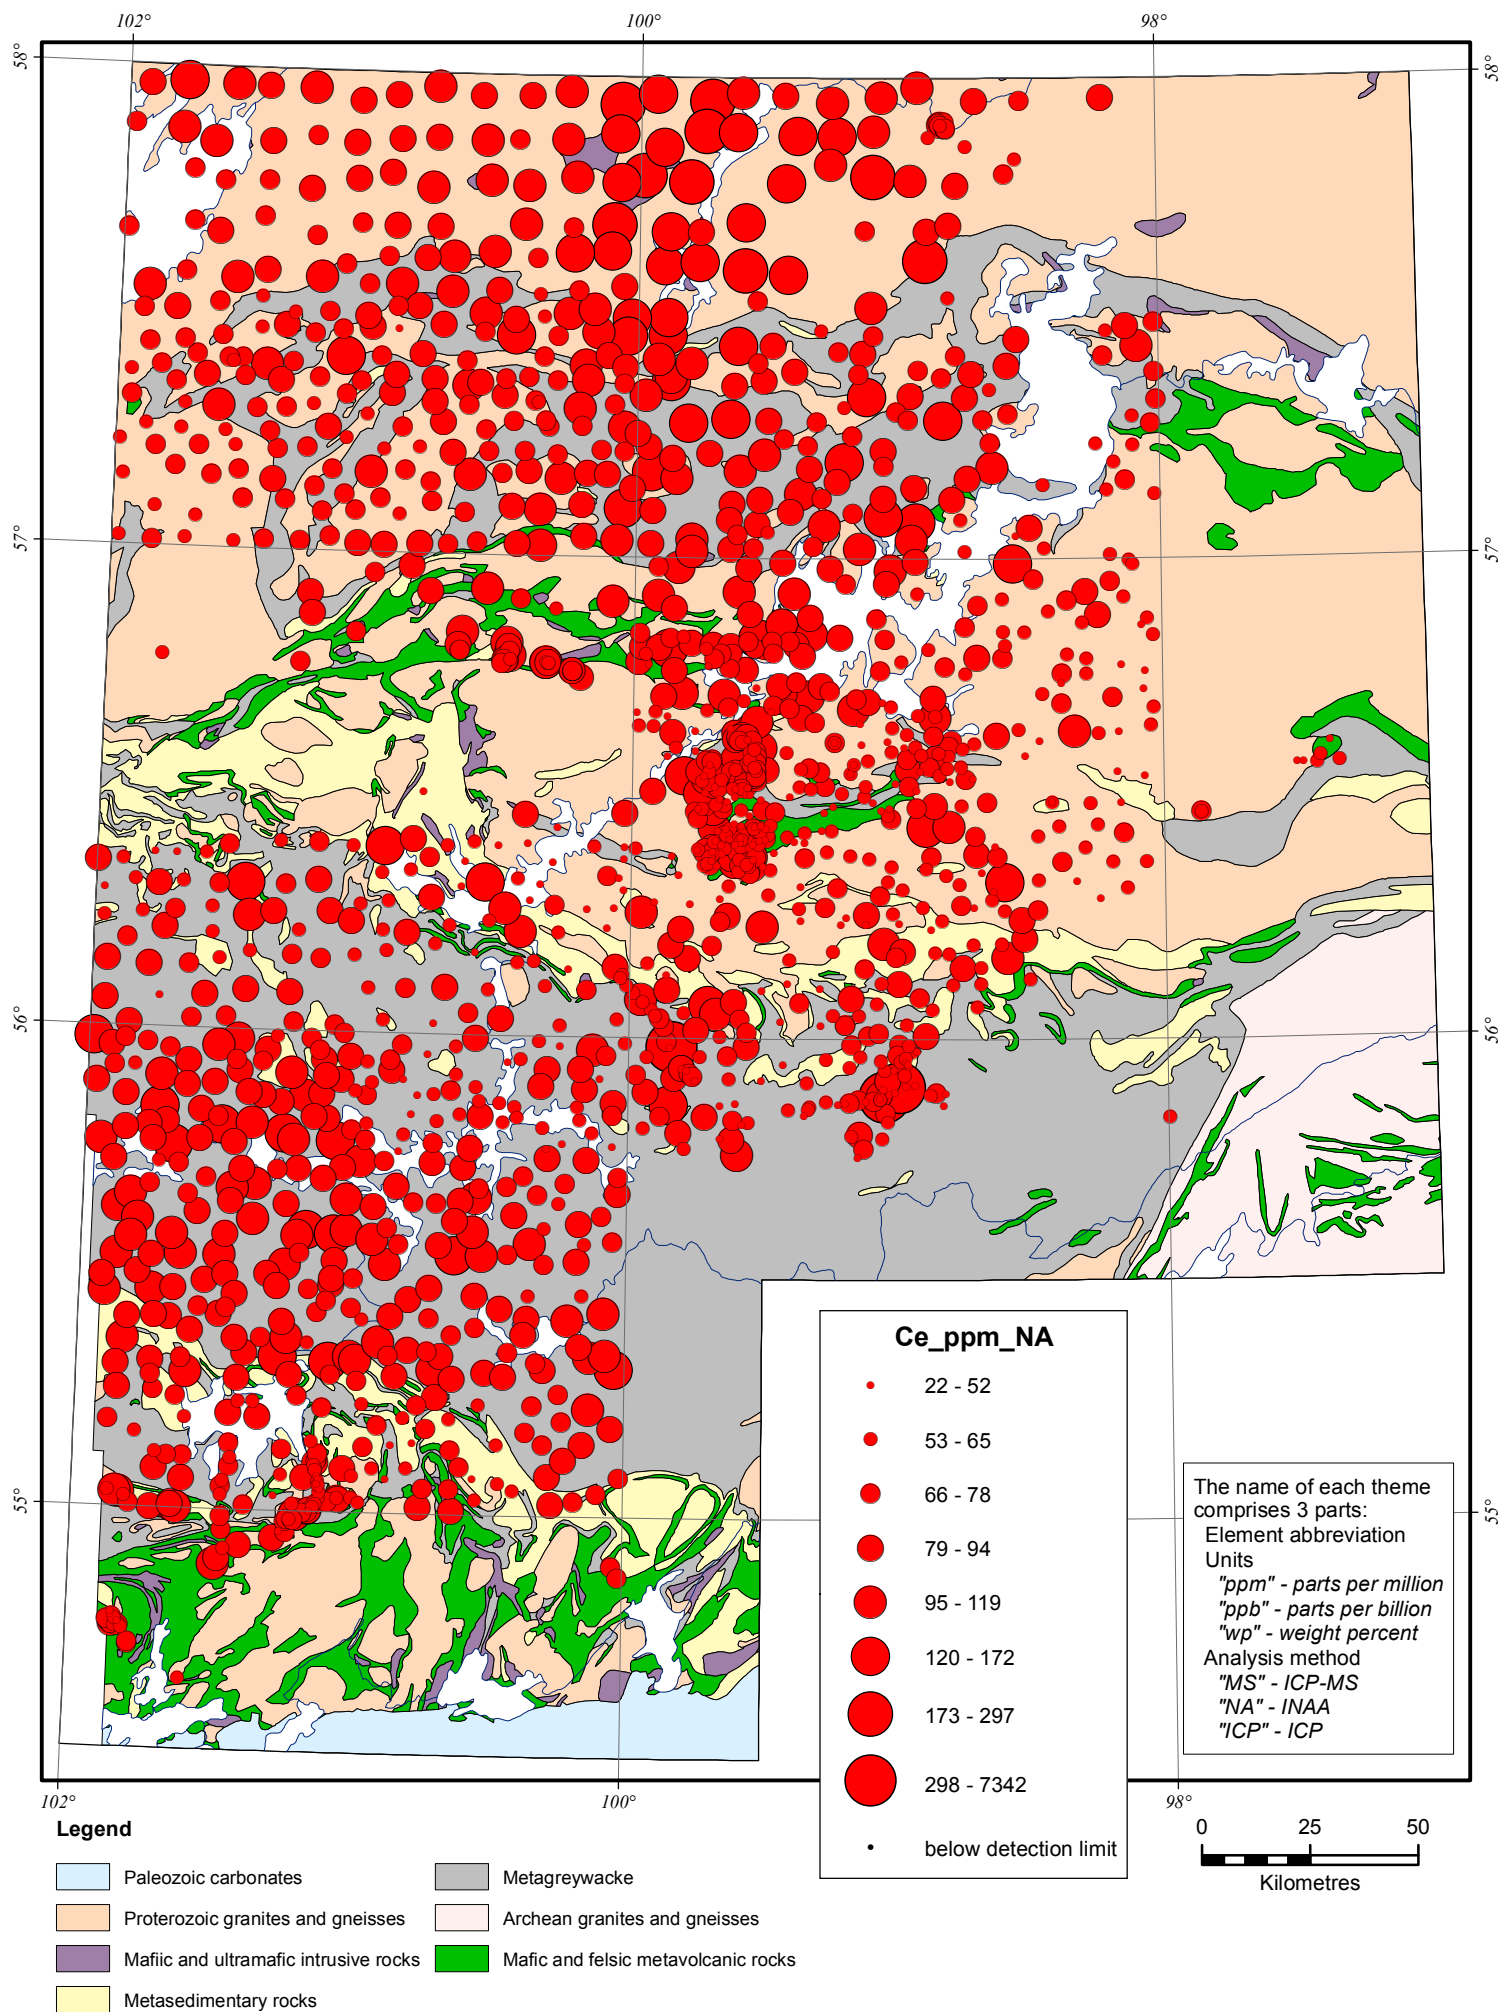 102° 100° 98°
58° 58°
57° 57°
56° 56°
55° 55°
102° 100° 98°
Ce_ppm_NA
22 - 52
53 - 65
66 - 78
79 - 94
95 - 119
120 - 172
173 - 297
298 - 7342
below detection limit
The name of each theme
comprises 3 parts:
Element abbreviation
Units
"ppm" - parts per million
"ppb" - parts per billion
"wp" - weight percent
Analysis method
"MS" - ICP-MS
"NA" - INAA
"ICP" - ICP
0 25 50
Kilometres
Legend
Paleozoic carbonates
Proterozoic granites and gneisses
Mafiic and ultramafic intrusive rocks
Metasedimentary rocks
Metagreywacke
Archean granites and gneisses
Mafic and felsic metavolcanic rocks